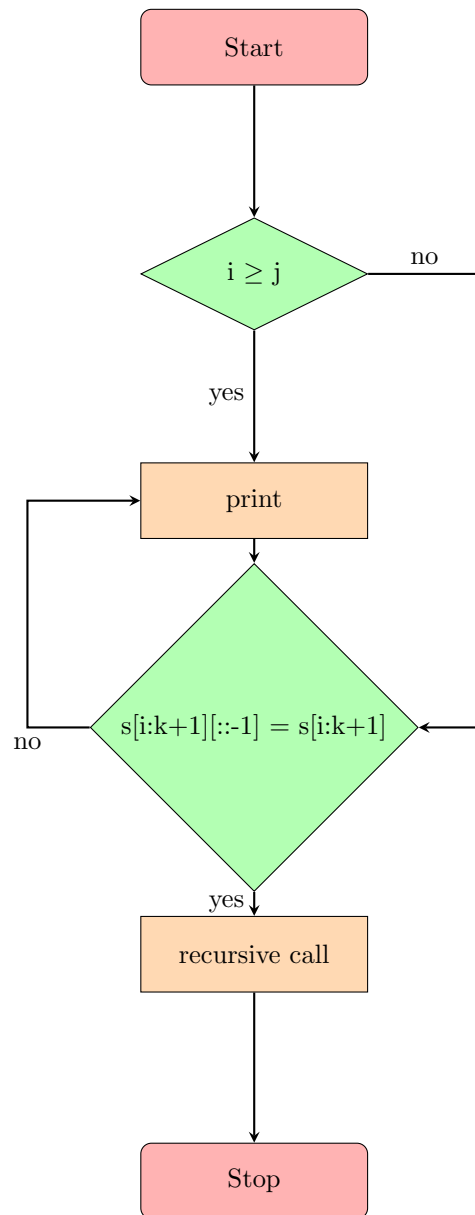 Start
i ≥ j
no
yes
print
s[i:k+1][::-1] = s[i:k+1]
no
yes
recursive call
Stop